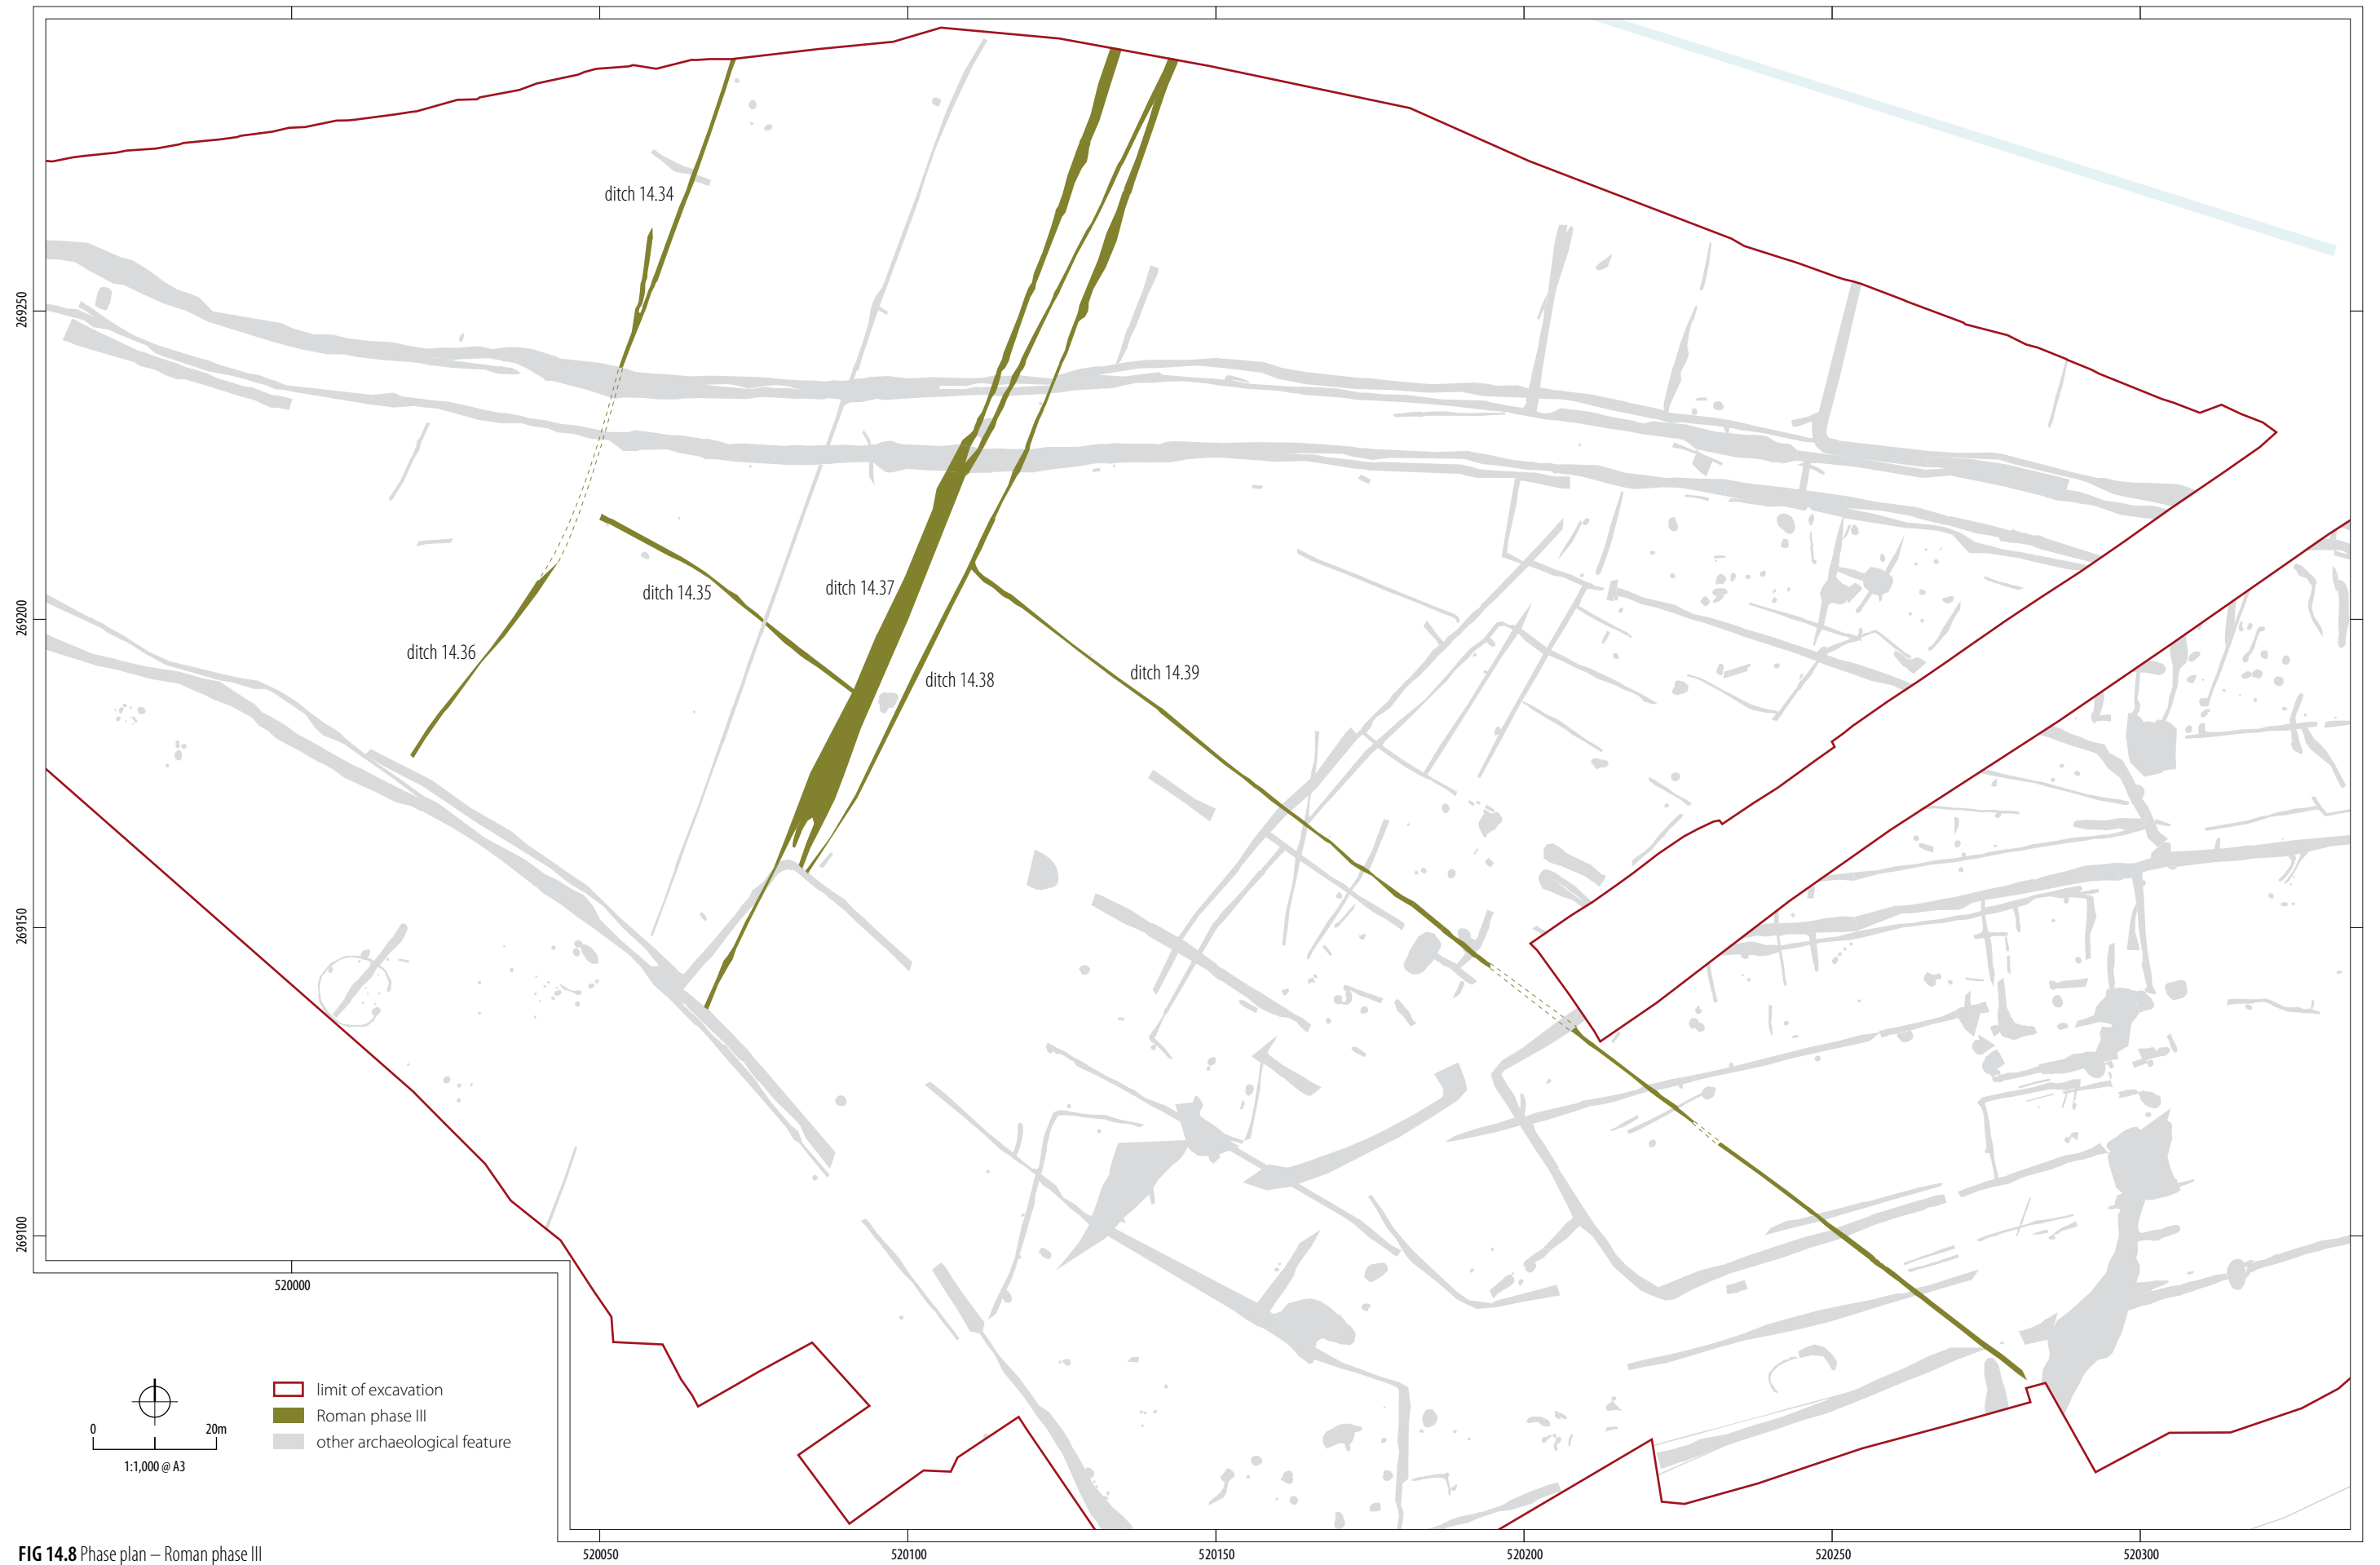 ditch 14.34
269250
ditch 14.35
ditch 14.37
269200
ditch 14.36
ditch 14.38
ditch 14.39
269150
269100
520000
limit of excavation
0 20m
Roman phase III
other archaeological feature
1:1,000 @ A3
FIG 14.8 Phase plan – Roman phase III
520050 520100 520150 520200 520250 520300